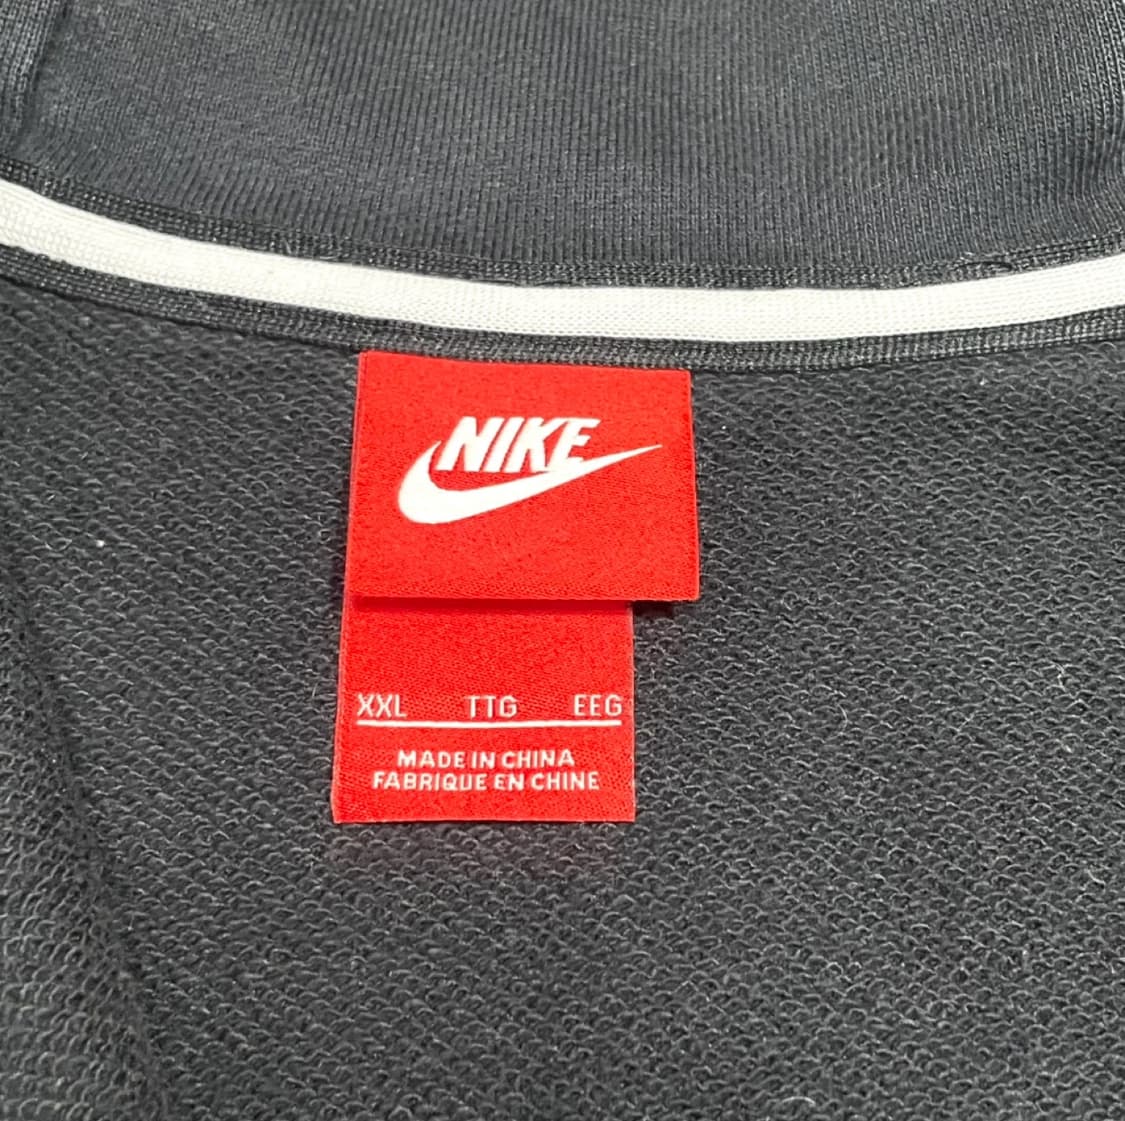 NIKE
XXL TTG EEG
MADE IN CHINA
FABRIQUE EN CHINE